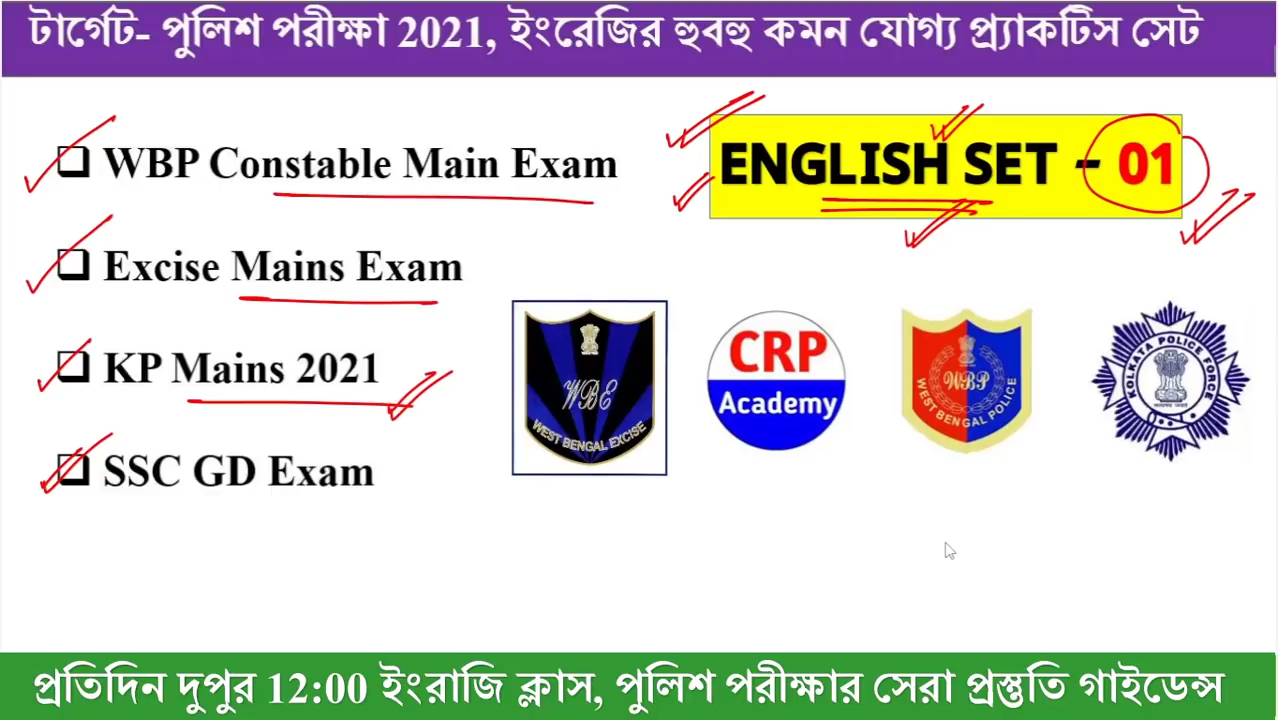 টার্গেট- পুলিশ পরীক্ষা 2021, ইংরেজির হুবহু কমন যোগ্য প্র্যাকটিস সেট
WBP Constable Main Exam
ENGLISH SET - 01
Excise Mains Exam
KP Mains 2021
SSC GD Exam
WBE
WEST BENGAL EXCISE
CRP
Academy
WBP
WEST BENGAL POLICE
KOLKATA POLICE FORCE
প্রতিদিন দুপুর 12:00 ইংরাজি ক্লাস, পুলিশ পরীক্ষার সেরা প্রস্তুতি গাইডেন্স